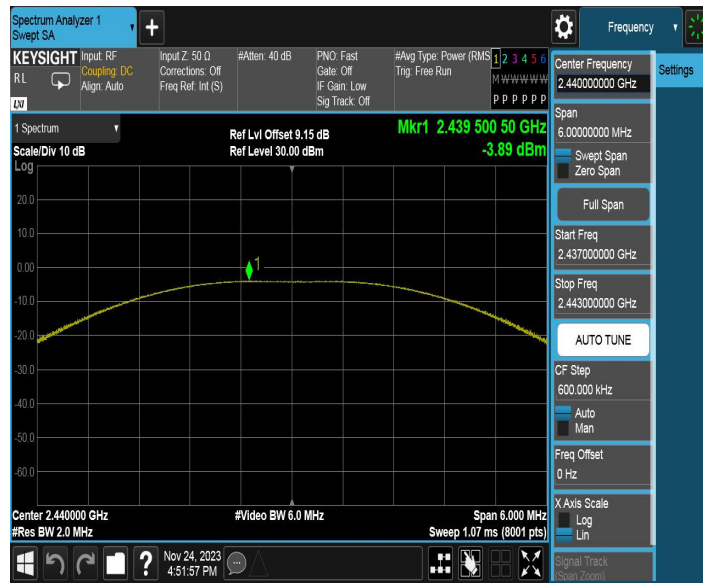 Spectrum Analyzer 1
Swept SA
Frequency
KEYSIGHT
RL
LXI
Input: RF
Coupling: DC
Align: Auto
Input Z: 50 Ω
Corrections: Off
Freq Ref: Int (S)
#Atten: 40 dB
PNO: Fast
Gate: Off
IF Gain: Low
Sig Track: Off
#Avg Type: Power (RMS
Trig: Free Run
1 2 3 4 5 6
M W W W W W
P P P P P P
1 Spectrum
Scale/Div 10 dB
Log
Ref Lvl Offset 9.15 dB
Ref Level 30.00 dBm
Mkr1 2.439 500 50 GHz
-3.89 dBm
20.0
10.0
0.00
-10.0
-20.0
-30.0
-40.0
-50.0
-60.0
1
Center 2.440000 GHz
#Res BW 2.0 MHz
#Video BW 6.0 MHz
Span 6.000 MHz
Sweep 1.07 ms (8001 pts)
Nov 24, 2023
4:51:57 PM
Center Frequency
2.440000000 GHz
Settings
Span
6.00000000 MHz
Swept Span
Zero Span
Full Span
Start Freq
2.437000000 GHz
Stop Freq
2.443000000 GHz
AUTO TUNE
CF Step
600.000 kHz
Auto
Man
Freq Offset
0 Hz
X Axis Scale
Log
Lin
Signal Track
(Span Zoom)